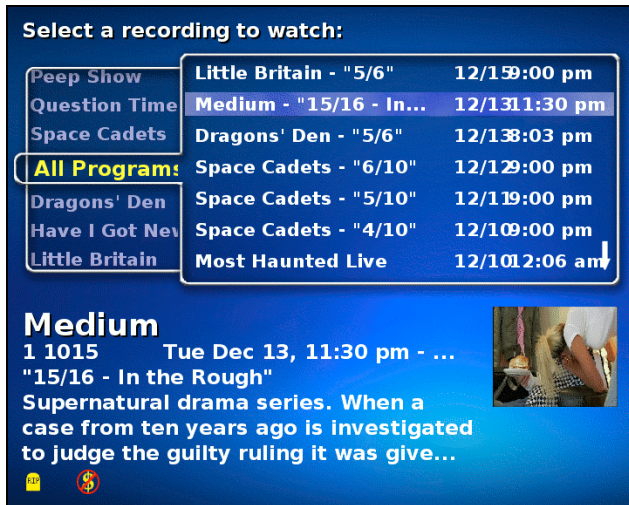 Select a recording to watch:
Peep Show
Question Time
Space Cadets
All Programs
Dragons' Den
Have I Got New
Little Britain
Little Britain - "5/6" 12/15 9:00 pm
Medium - "15/16 - In... 12/13 11:30 pm
Dragons' Den - "5/6" 12/13 8:03 pm
Space Cadets - "6/10" 12/12 9:00 pm
Space Cadets - "5/10" 12/11 9:00 pm
Space Cadets - "4/10" 12/10 9:00 pm
Most Haunted Live 12/10 12:06 am
Medium
1 1015 Tue Dec 13, 11:30 pm - ...
"15/16 - In the Rough"
Supernatural drama series. When a
case from ten years ago is investigated
to judge the guilty ruling it was give...
RIP
$